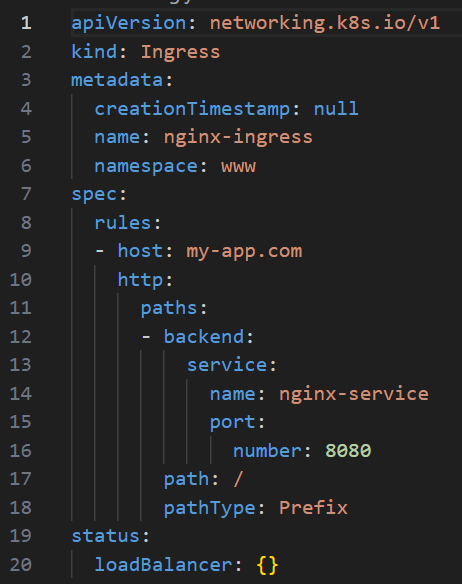 1 apiVersion: networking.k8s.io/v1
2 kind: Ingress
3 metadata:
4   creationTimestamp: null
5   name: nginx-ingress
6   namespace: www
7 spec:
8   rules:
9   - host: my-app.com
10     http:
11       paths:
12       - backend:
13           service:
14             name: nginx-service
15             port:
16               number: 8080
17         path: /
18         pathType: Prefix
19 status:
20   loadBalancer: {}